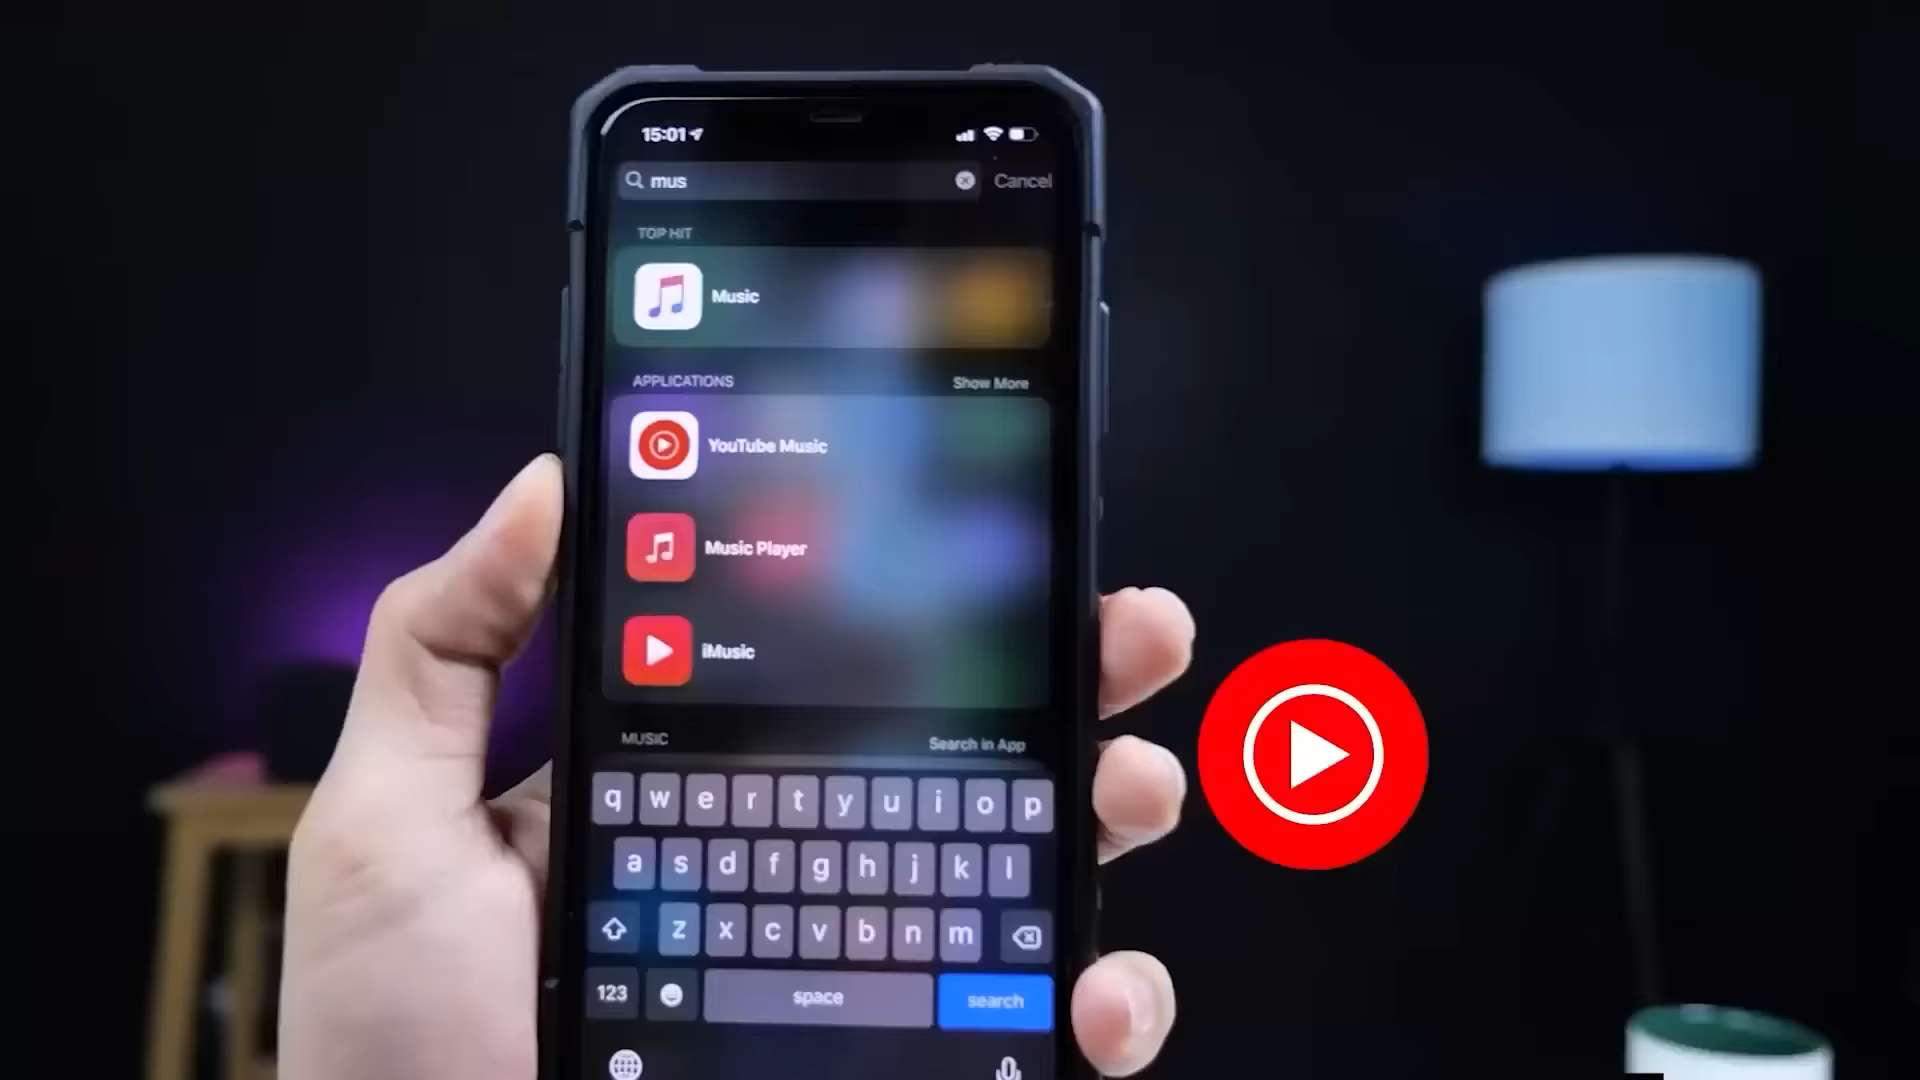 15:01
mus
Cancel
TOP HIT
Music
APPLICATIONS
Show More
YouTube Music
Music Player
iMusic
MUSIC
Search in App
q w e r t y u i o p
a s d f g h j k l
z x c v b n m
123
space
search